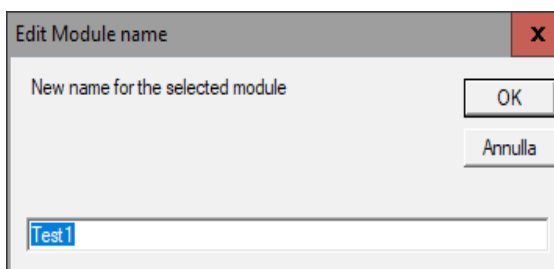 Edit Module name
x
New name for the selected module
OK
Annulla
Test1